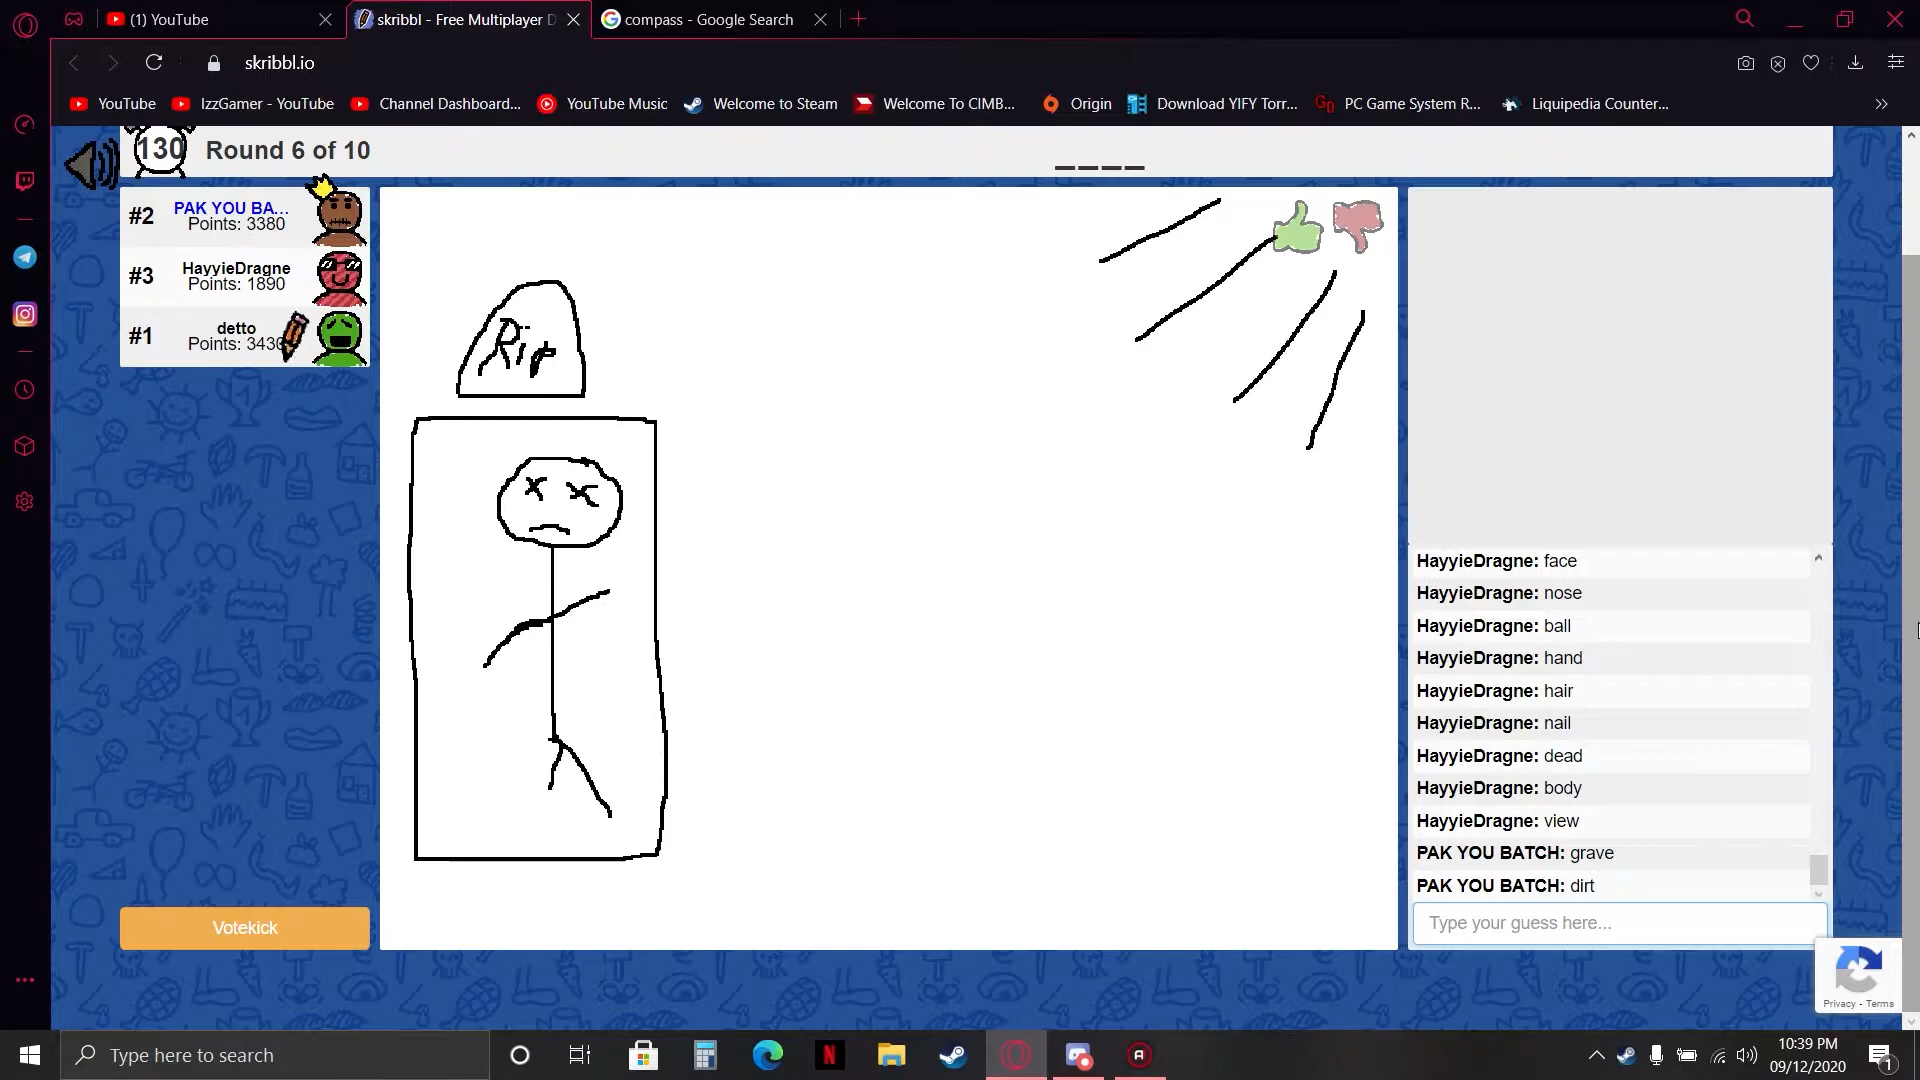 (1) YouTube
skribbl - Free Multiplayer D
compass - Google Search
skribbl.io
YouTube
IzzGamer - YouTube
Channel Dashboard...
YouTube Music
Welcome to Steam
Welcome To CIMB...
Origin
Download YIFY Torr...
PC Game System R...
Liquipedia Counter...
130
Round 6 of 10
____
#2
PAK YOU BA...
Points: 3380
#3
HayyieDragne
Points: 1890
#1
detto
Points: 3430
Rip
HayyieDragne: face
HayyieDragne: nose
HayyieDragne: ball
HayyieDragne: hand
HayyieDragne: hair
HayyieDragne: nail
HayyieDragne: dead
HayyieDragne: body
HayyieDragne: view
PAK YOU BATCH: grave
PAK YOU BATCH: dirt
Type your guess here...
Votekick
Privacy - Terms
Type here to search
10:39 PM
09/12/2020
1